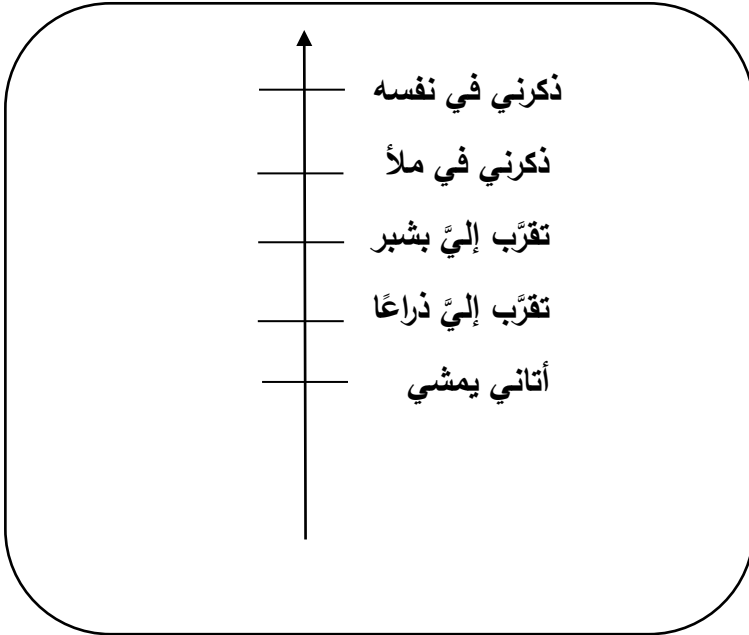 ذكرني في نفسه
ذكرني في ملأ
تقرَّب إليَّ بشبر
تقرَّب إليَّ ذراعًا
أتاني يمشي